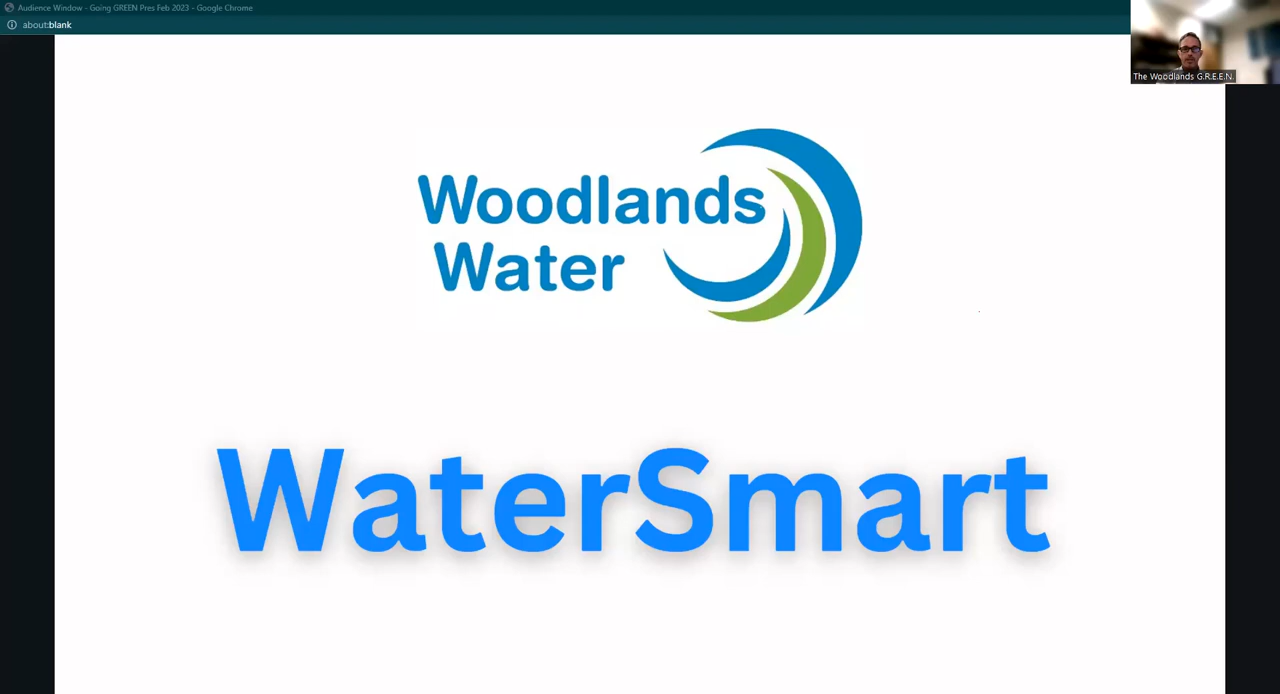 Audience Window - Going GREEN Pres Feb 2023 - Google Chrome
about:blank
The Woodlands G.R.E.E.N.
Woodlands
Water
WaterSmart